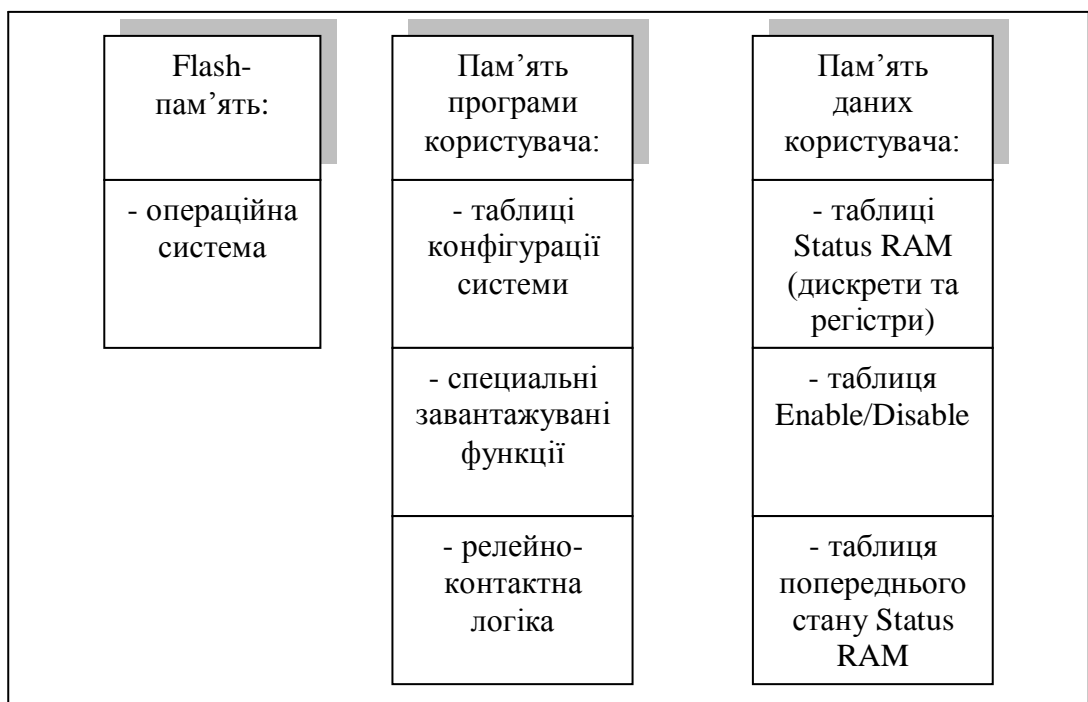 Flash-
пам’ять:
- операційна
система
Пам’ять
програми
користувача:
- таблиці
конфігурації
системи
- специальні
завантажувані
функції
- релейно-
контактна
логіка
Пам’ять
даних
користувача:
- таблиці
Status RAM
(дискрети та
регістри)
- таблиця
Enable/Disable
- таблиця
попереднього
стану Status
RAM